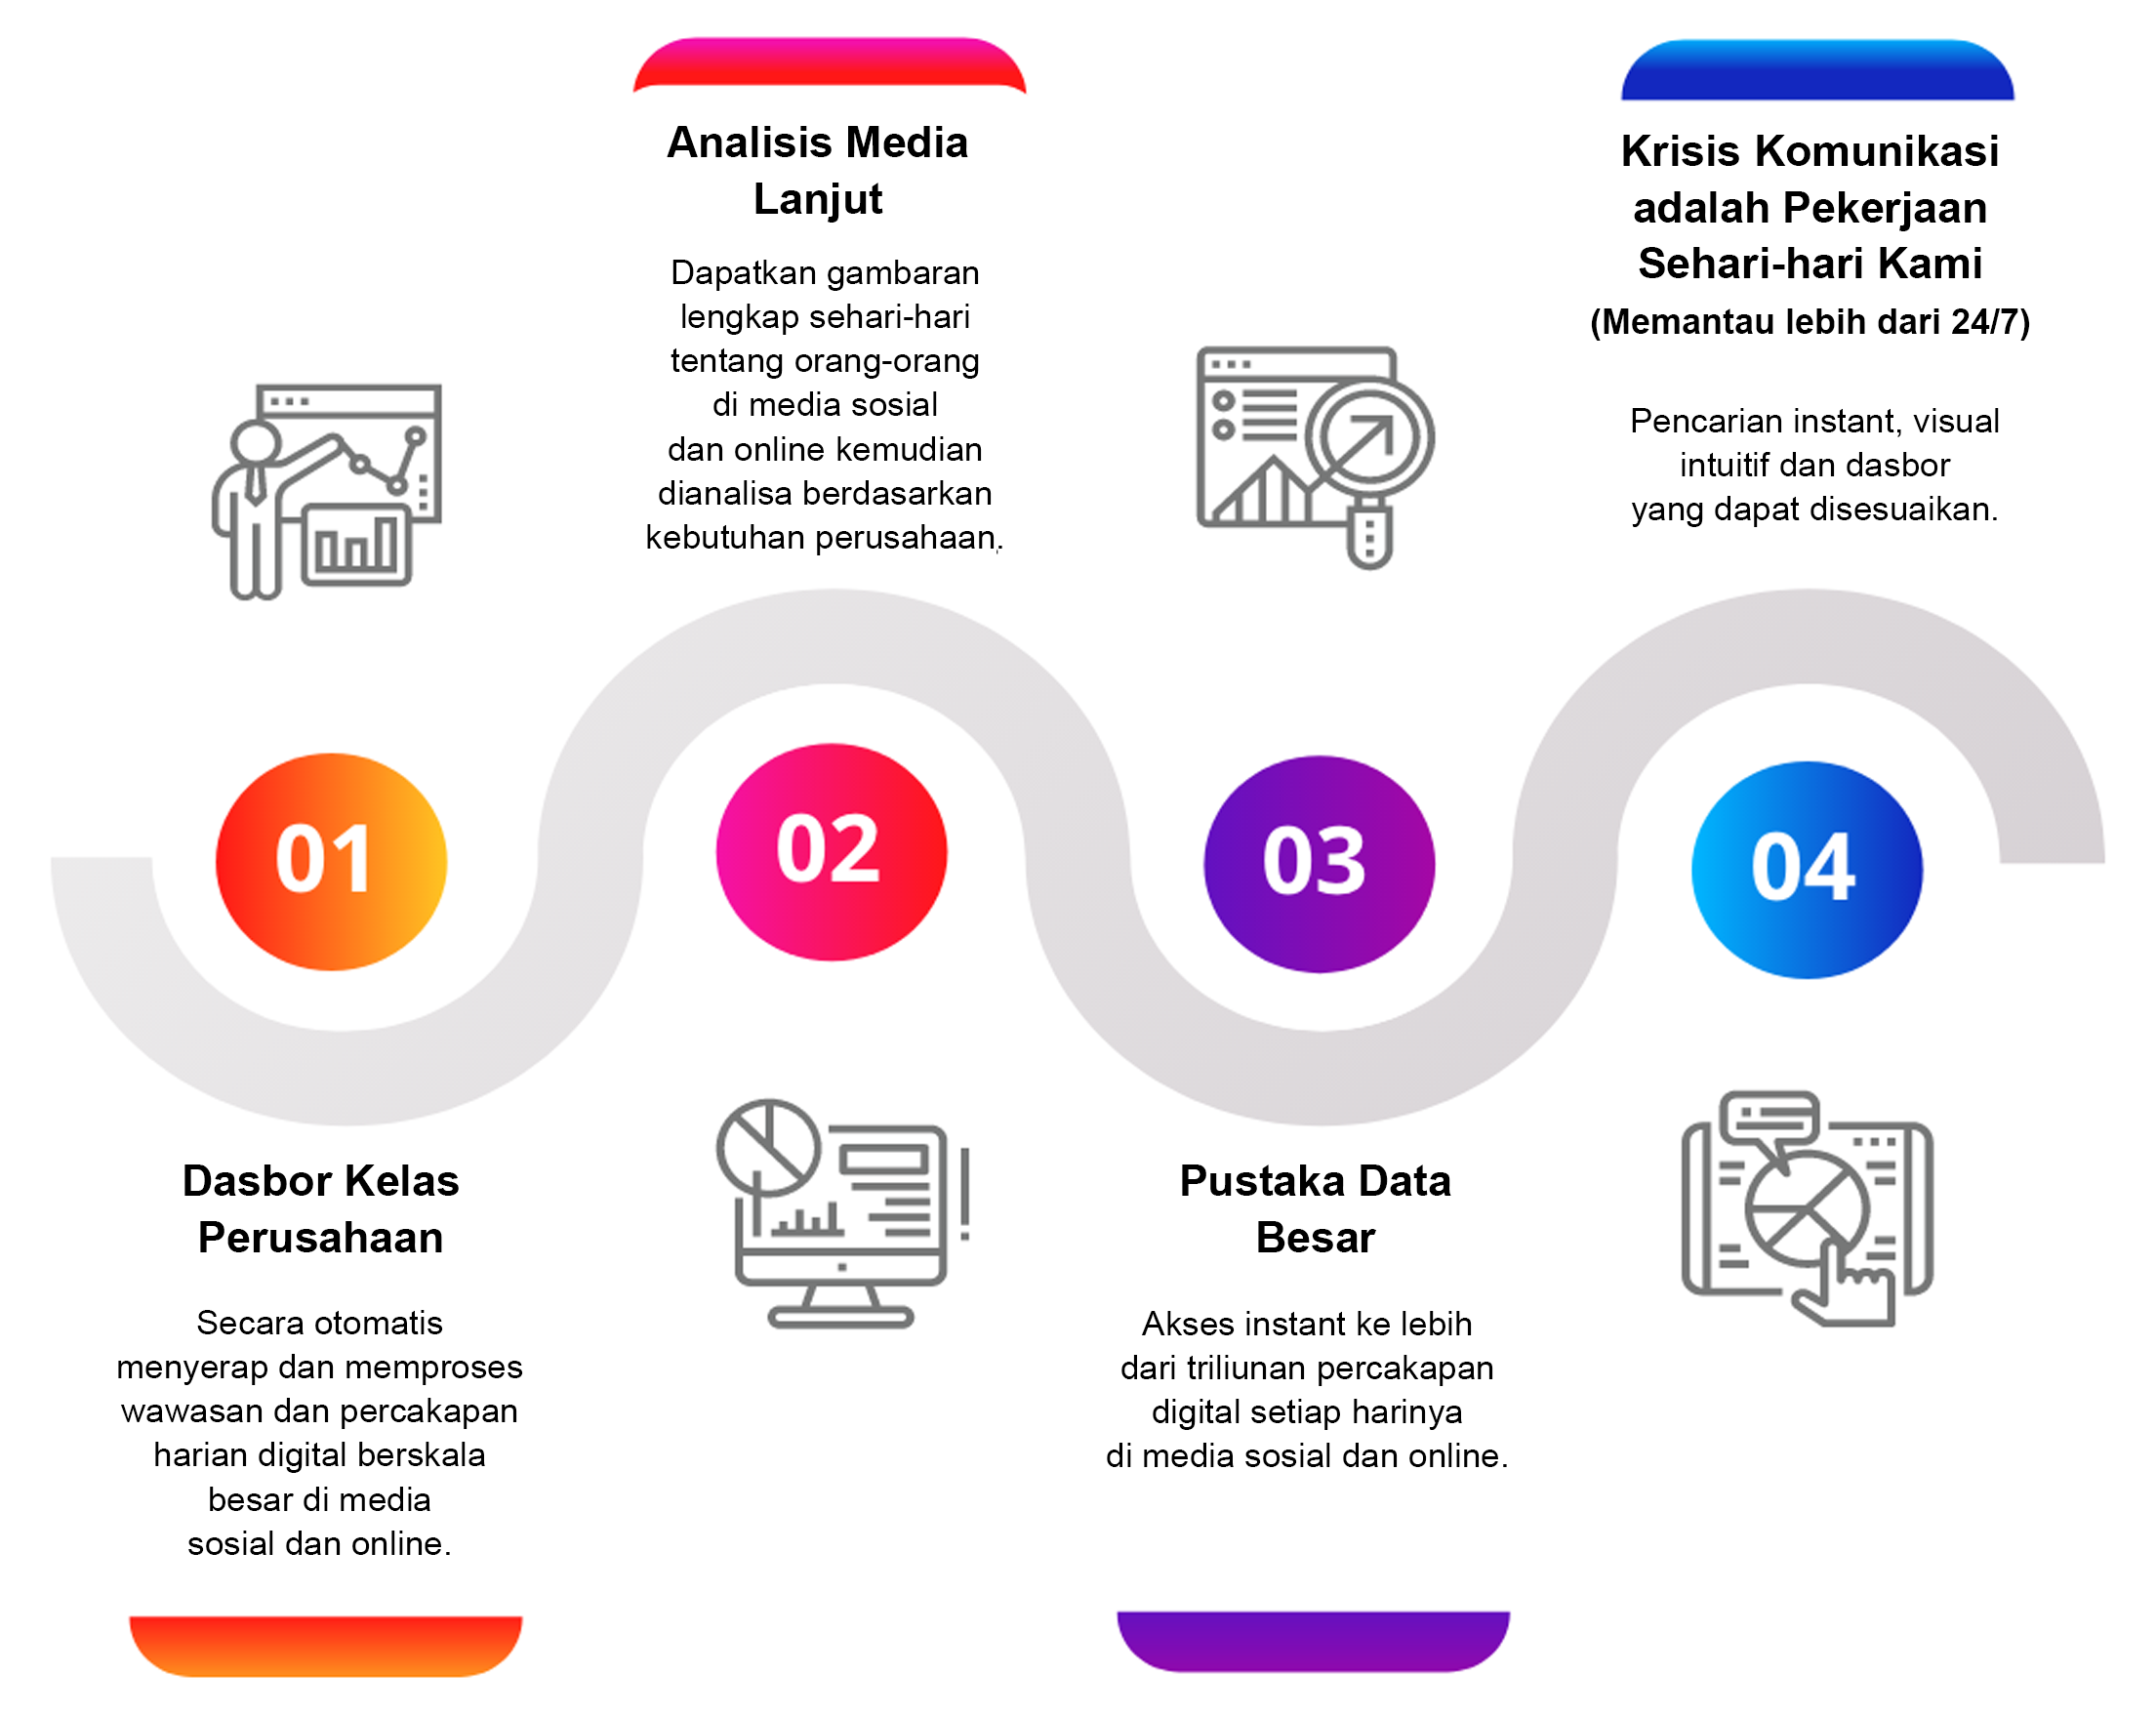 01
Dasbor Kelas
Perusahaan
Secara otomatis
menyerap dan memproses
wawasan dan percakapan
harian digital berskala
besar di media
sosial dan online.
Analisis Media
Lanjut
Dapatkan gambaran
lengkap sehari-hari
tentang orang-orang
di media sosial
dan online kemudian
dianalisa berdasarkan
kebutuhan perusahaan.
02
03
Pustaka Data
Besar
Akses instant ke lebih
dari triliunan percakapan
digital setiap harinya
di media sosial dan online.
Krisis Komunikasi
adalah Pekerjaan
Sehari-hari Kami
(Memantau lebih dari 24/7)
Pencarian instant, visual
intuitif dan dasbor
yang dapat disesuaikan.
04